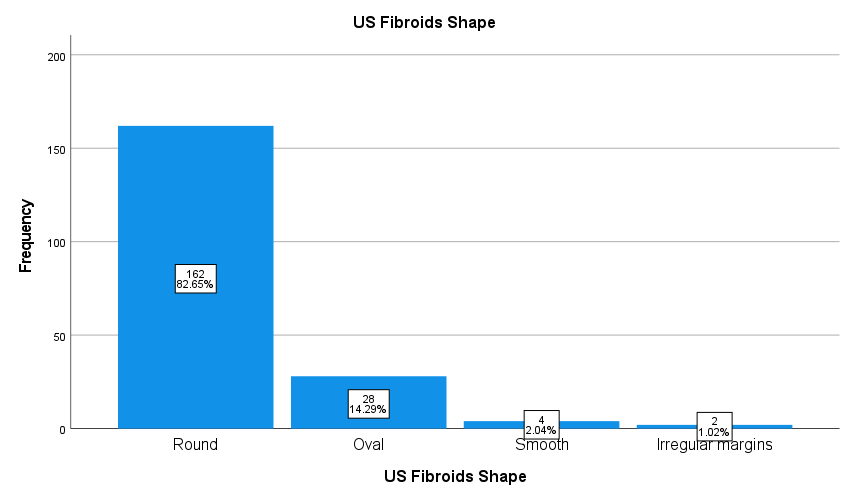 US Fibroids Shape
200
150
100
50
0
Frequency
162
82.65%
28
14.29%
4
2.04%
2
1.02%
Round
Oval
Smooth
Irregular margins
US Fibroids Shape